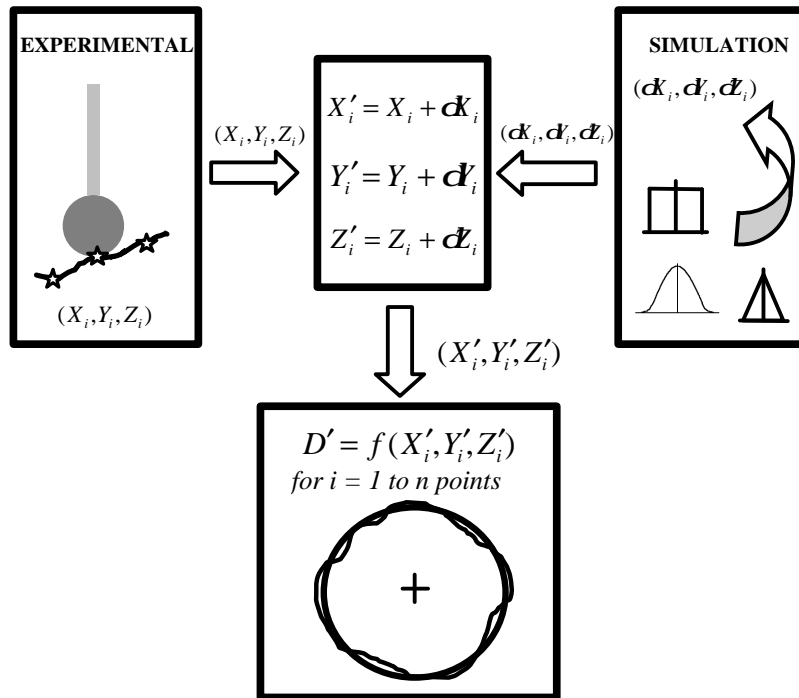 EXPERIMENTAL
(X_i, Y_i, Z_i)
(X_i, Y_i, Z_i)
X′_i = X_i + dX_i
Y′_i = Y_i + dY_i
Z′_i = Z_i + dZ_i
(dX_i, dY_i, dZ_i)
SIMULATION
(dX_i, dY_i, dZ_i)
(X′_i, Y′_i, Z′_i)
D′ = f(X′_i, Y′_i, Z′_i)
for i = 1 to n points